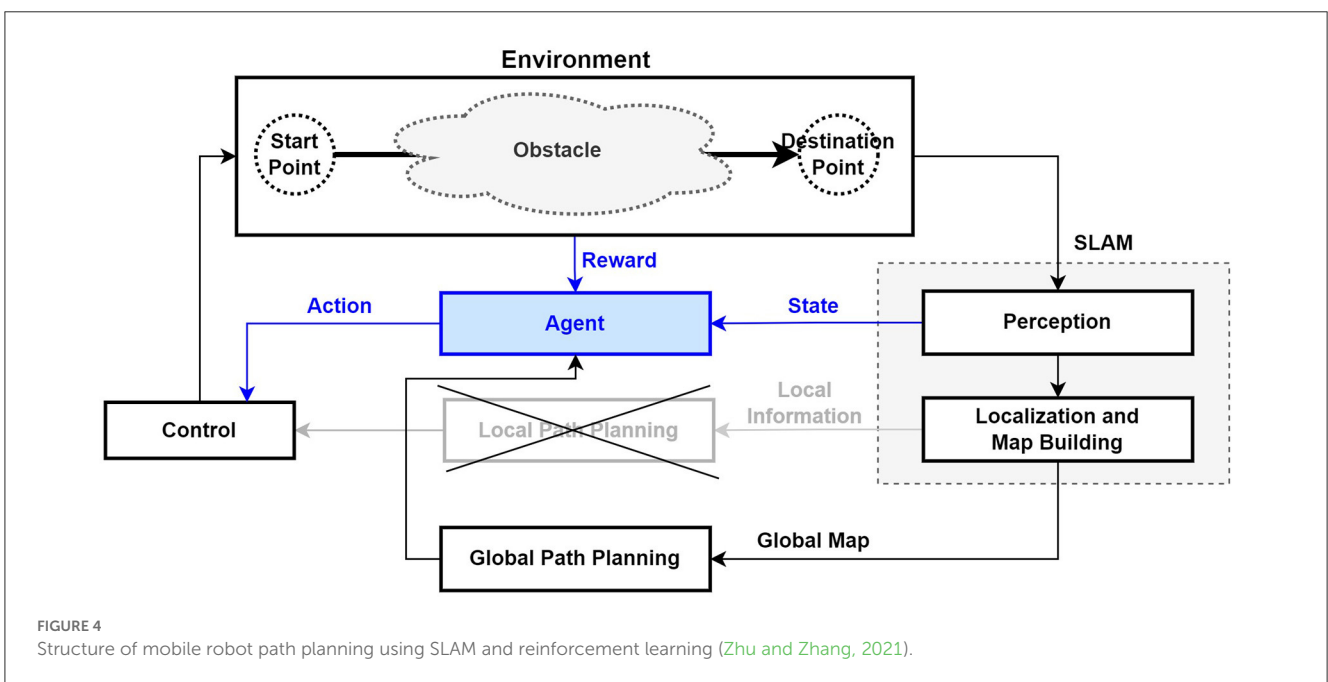 Environment
Start
Point
Obstacle
Destination
Point
SLAM
Reward
Action
Agent
State
Perception
Control
Local Path Planning
Local
Information
Localization and
Map Building
Global Path Planning
Global Map
FIGURE 4
Structure of mobile robot path planning using SLAM and reinforcement learning (Zhu and Zhang, 2021).